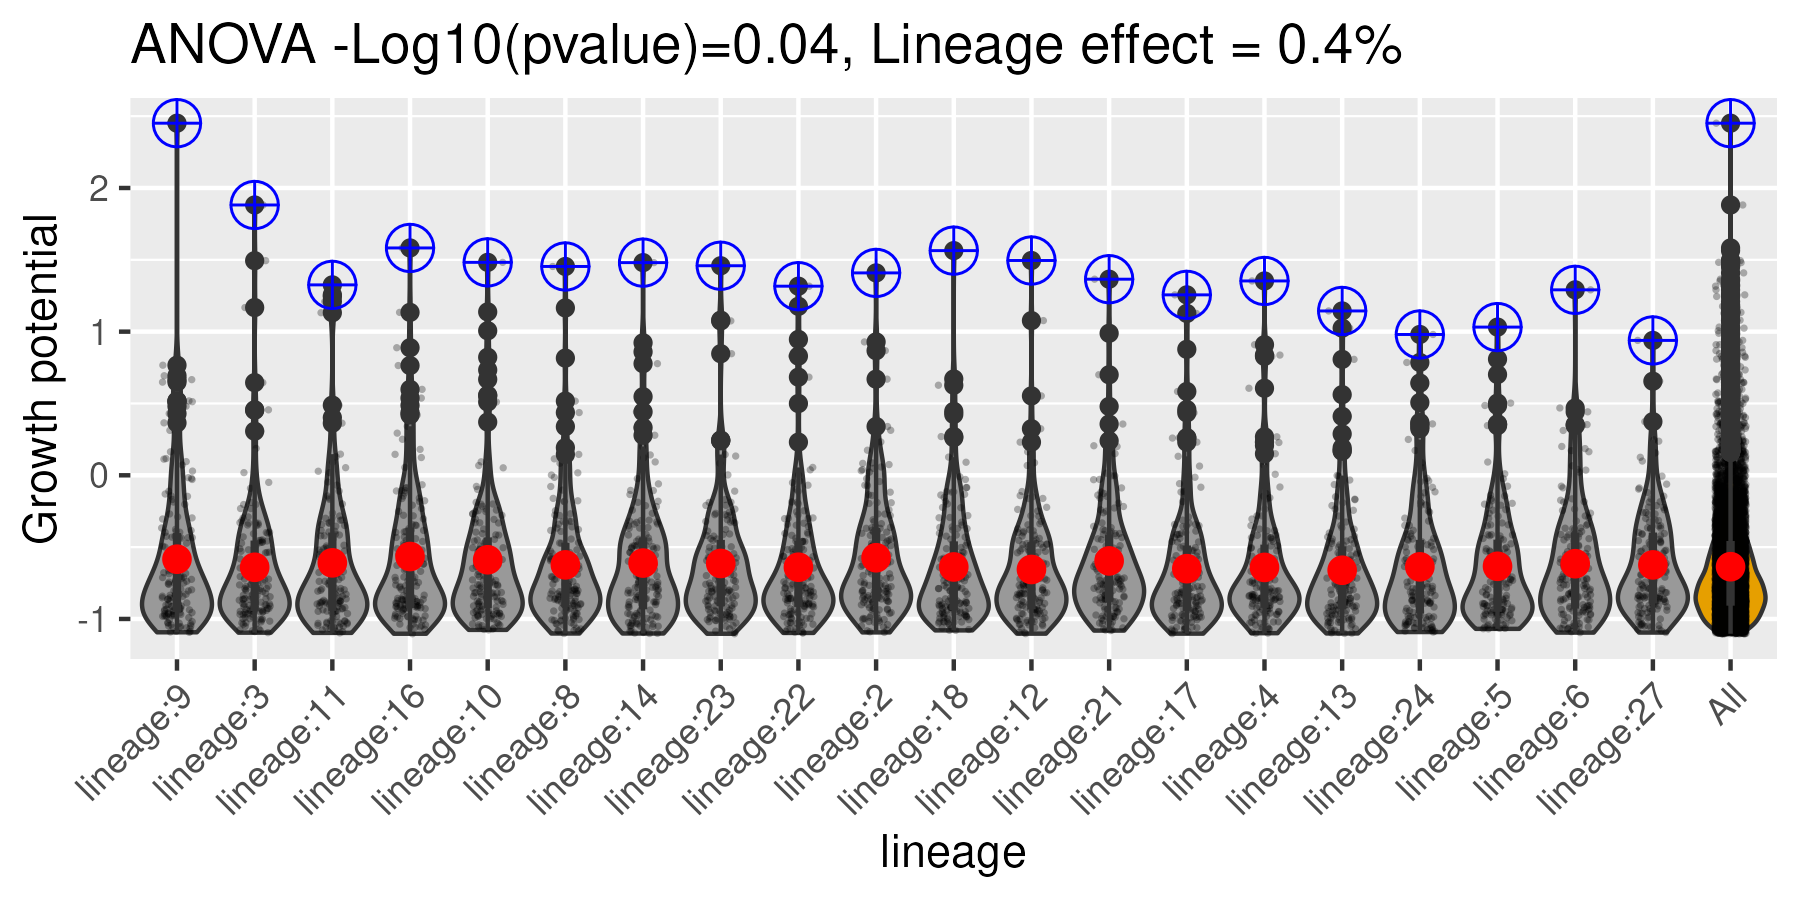 ANOVA -Log10(pvalue)=0.04, Lineage effect = 0.4%
Growth potential
2
1
0
-1
lineage:9
lineage:3
lineage:11
lineage:16
lineage:10
lineage:8
lineage:14
lineage:23
lineage:22
lineage:2
lineage:18
lineage:12
lineage:21
lineage:17
lineage:4
lineage:13
lineage:24
lineage:5
lineage:6
lineage:27
All
lineage